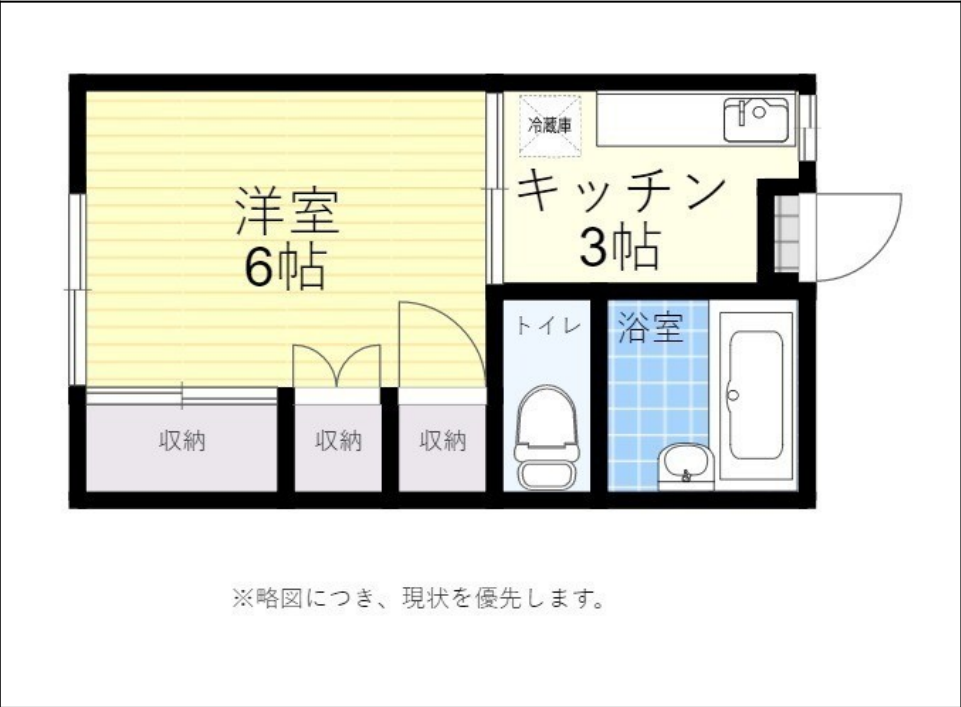 冷蔵庫
キッチン
3帖
洋室
6帖
トイレ
浴室
収納
収納
収納
※略図につき、現状を優先します。